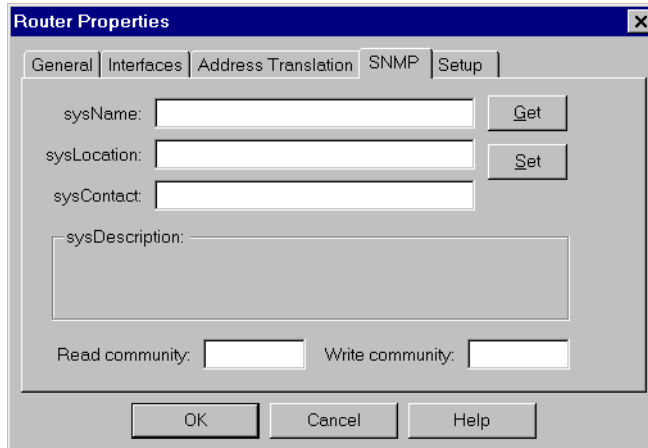 Router Properties
General Interfaces Address Translation SNMP Setup
sysName: Get
sysLocation: Set
sysContact:
sysDescription:
Read community: Write community:
OK Cancel Help